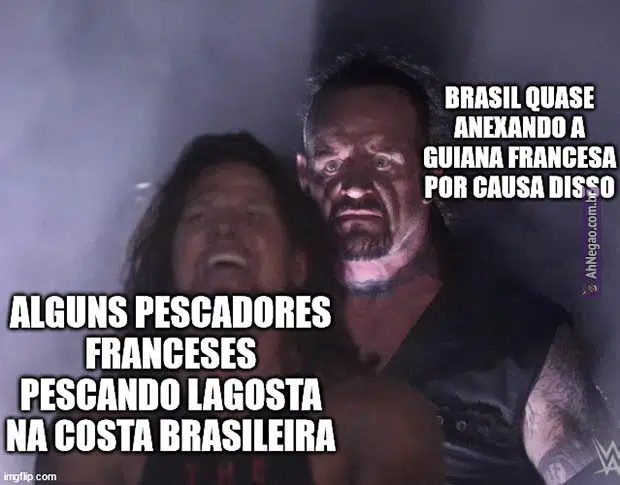 BRASIL QUASE
ANEXANDO A
GUIANA FRANCESA
POR CAUSA DISSO
AhNegao.com.br
ALGUNS PESCADORES
FRANCESES
PESCANDO LAGOSTA
NA COSTA BRASILEIRA
imgflip.com